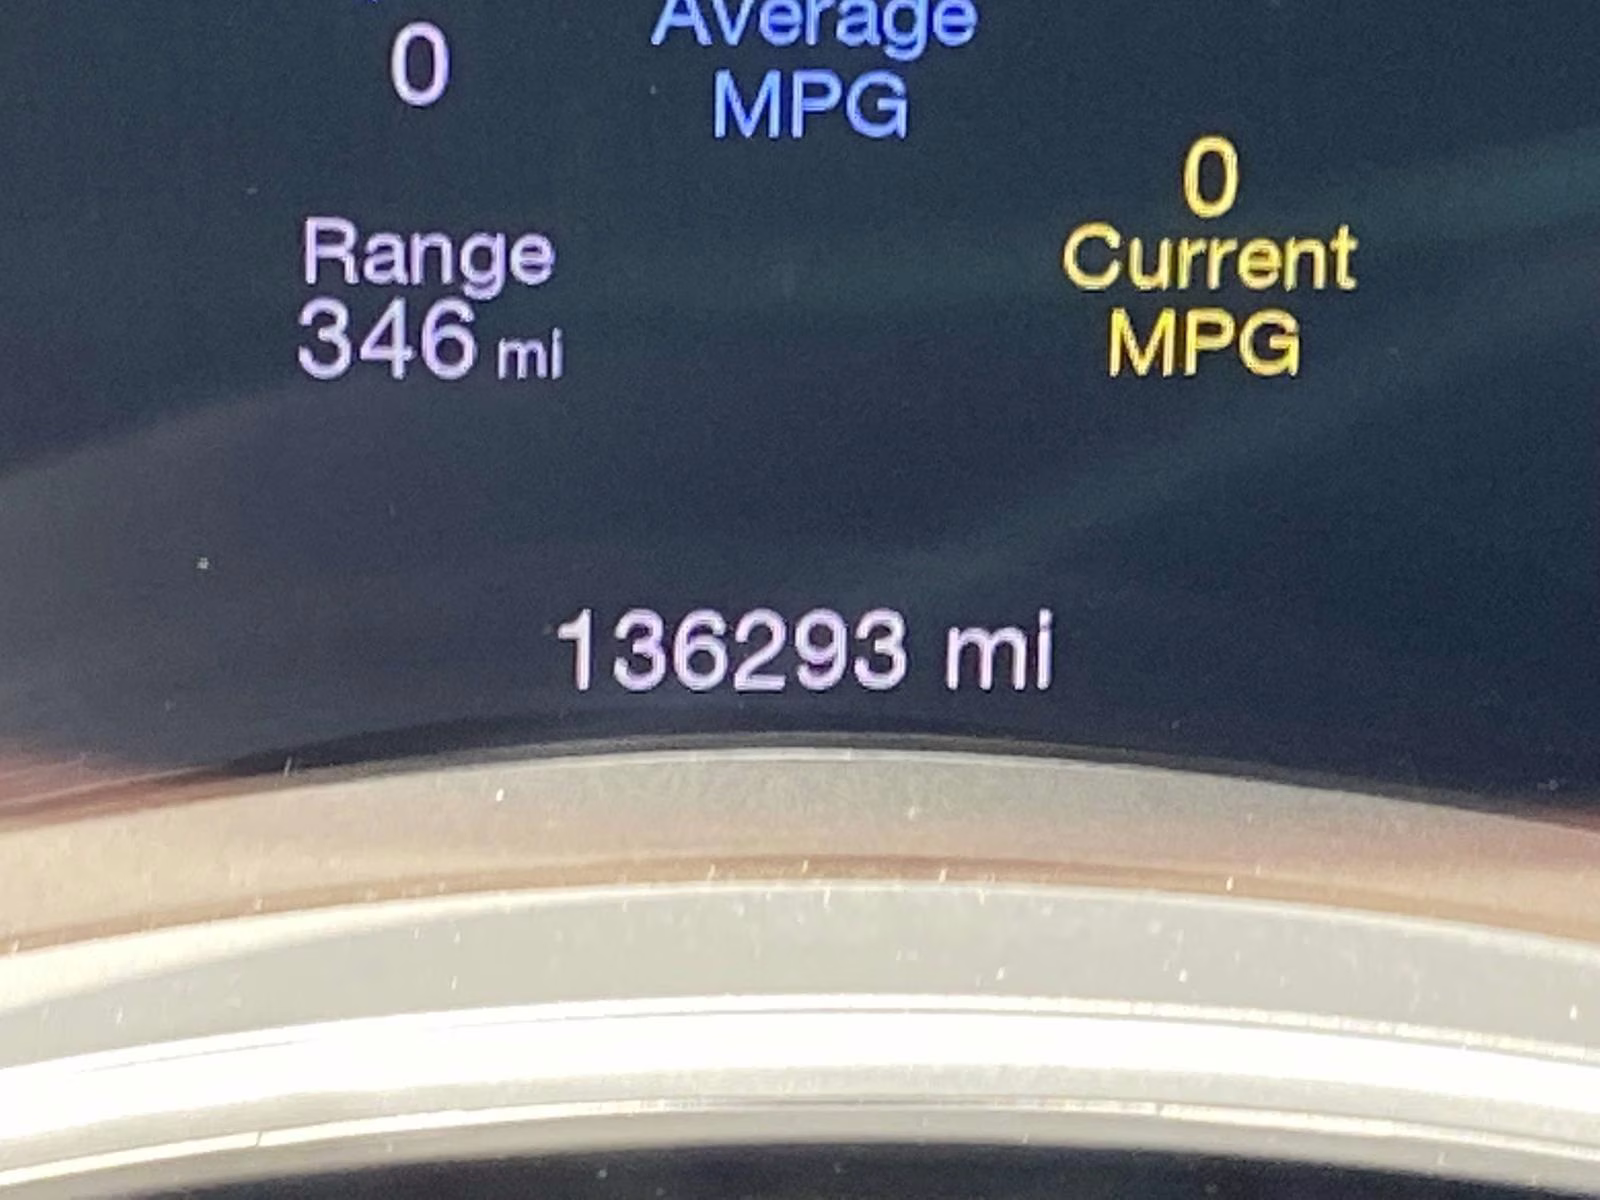 Average
MPG
0
Range
346 mi
0
Current
MPG
136293 mi